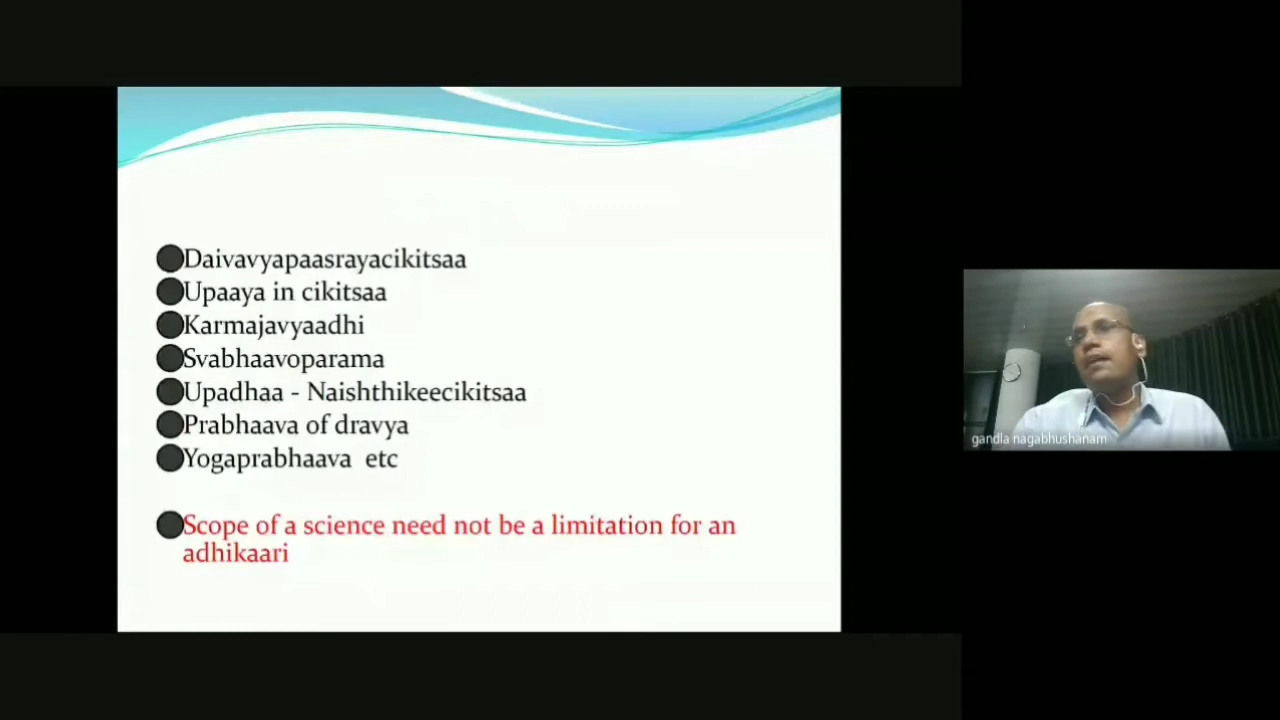 Daivavyapaasrayacikitsaa
Upaaya in cikitsaa
Karmajavyaadhi
Svabhaavoparama
Upadhaa - Naishthikeecikitsaa
Prabhaava of dravya
Yogaprabhaava etc
Scope of a science need not be a limitation for an
adhikaari
gandla nagabhushanam